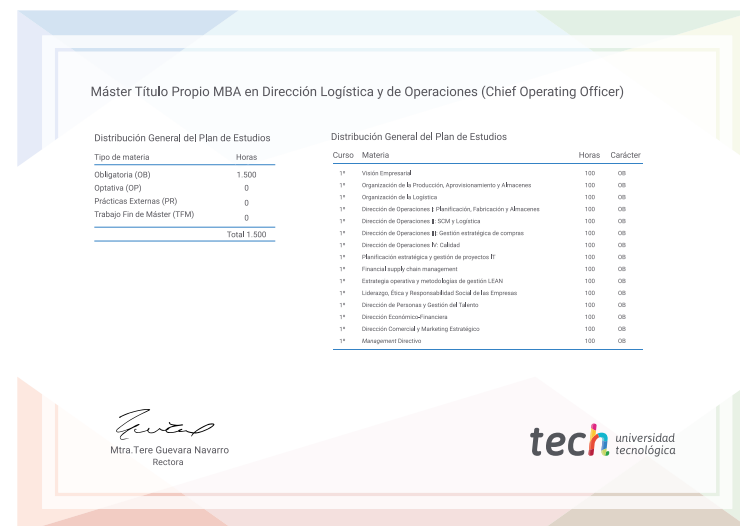 Máster Título Propio MBA en Dirección Logística y de Operaciones (Chief Operating Officer)
Distribución General del Plan de Estudios
Tipo de materia Horas
Obligatoria (OB) 1.500
Optativa (OP) 0
Prácticas Externas (PR) 0
Trabajo Fin de Máster (TFM) 0
Total 1.500
Distribución General del Plan de Estudios
Curso Materia Horas Carácter
1º Visión Empresarial 100 OB
1º Organización de la Producción, Aprovisionamiento y Almacenes 100 OB
1º Organización de la Logística 100 OB
1º Dirección de Operaciones I: Planificación, Fabricación y Almacenes 100 OB
1º Dirección de Operaciones II: SCM y Logística 100 OB
1º Dirección de Operaciones III: Gestión estratégica de compras 100 OB
1º Dirección de Operaciones IV: Calidad 100 OB
1º Planificación estratégica y gestión de proyectos IT 100 OB
1º Financial supply chain management 100 OB
1º Estrategia operativa y metodologías de gestión LEAN 100 OB
1º Liderazgo, Ética y Responsabilidad Social de las Empresas 100 OB
1º Dirección de Personas y Gestión del Talento 100 OB
1º Dirección Económico-Financiera 100 OB
1º Dirección Comercial y Marketing Estratégico 100 OB
1º Management Directivo 100 OB
Mtra.Tere Guevara Navarro
Rectora
tech universidad
tecnológica